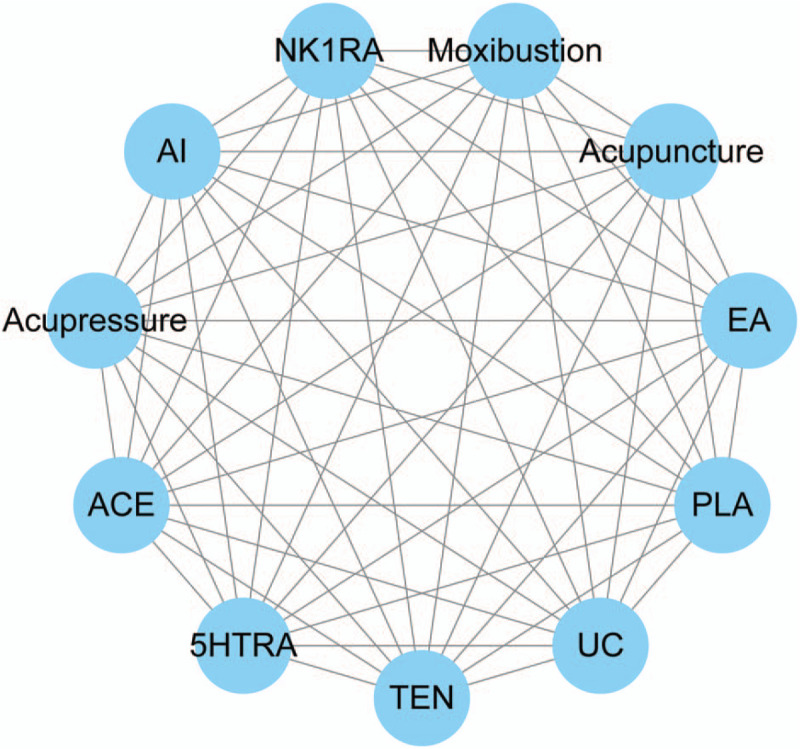 NK1RA
Moxibustion
AI
Acupuncture
Acupressure
EA
ACE
PLA
5HTRA
UC
TEN